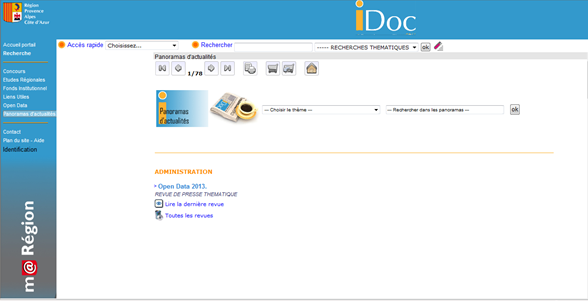 Région
Provence
Alpes
Côte d'Azur
iDoc
Accueil portail
Recherche
Concours
Etudes Régionales
Fonds Institutionnel
Liens Utiles
Open Data
Panoramas d'actualités
Contact
Plan du site - Aide
Identification
m@Région
Accès rapide Choisissez... Rechercher ----- RECHERCHES THEMATIQUES ok
Panoramas d'actualités
1/78
Panoramas
d'actualités
--- Choisir le thème --- --- Rechercher dans les panoramas --- ok
ADMINISTRATION
Open Data 2013.
REVUE DE PRESSE THEMATIQUE
Lire la dernière revue
Toutes les revues